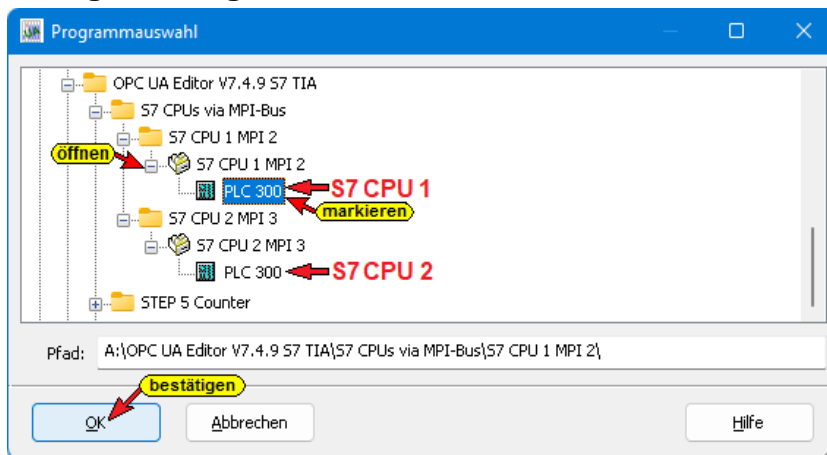 Programmauswahl
OPC UA Editor V7.4.9 S7 TIA
S7 CPUs via MPI-Bus
S7 CPU 1 MPI 2
öffnen
S7 CPU 1 MPI 2
PLC 300 S7 CPU 1
markieren
S7 CPU 2 MPI 3
S7 CPU 2 MPI 3
PLC 300 S7 CPU 2
STEP 5 Counter
Pfad: A:\OPC UA Editor V7.4.9 S7 TIA\S7 CPUs via MPI-Bus\S7 CPU 1 MPI 2\
bestätigen
OK Abbrechen Hilfe